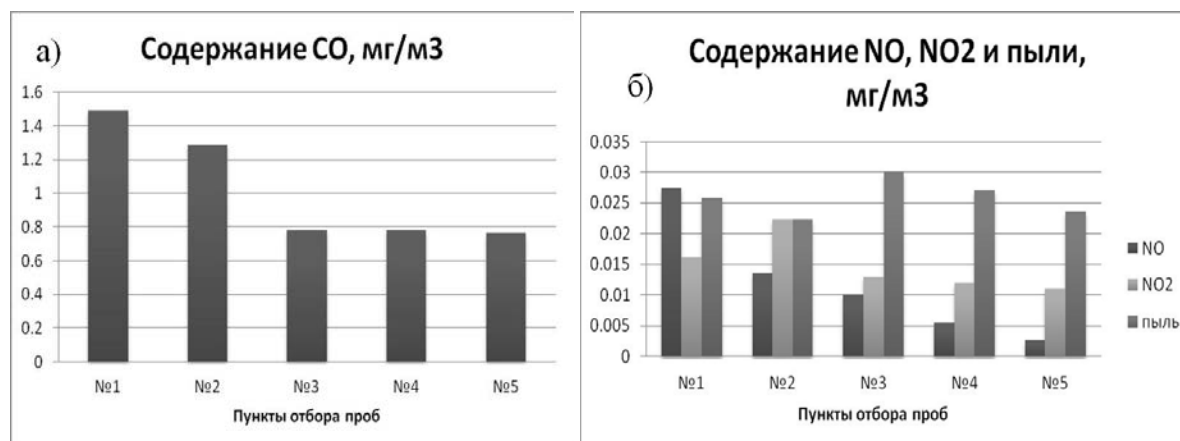 а)
Содержание СО, мг/м3
1.6
1.4
1.2
1
0.8
0.6
0.4
0.2
0
№1 №2 №3 №4 №5
Пункты отбора проб
б)
Содержание NO, NO2 и пыли,
мг/м3
0.035
0.03
0.025
0.02
0.015
0.01
0.005
0
№1 №2 №3 №4 №5
Пункты отбора проб
NO
NO2
пыль